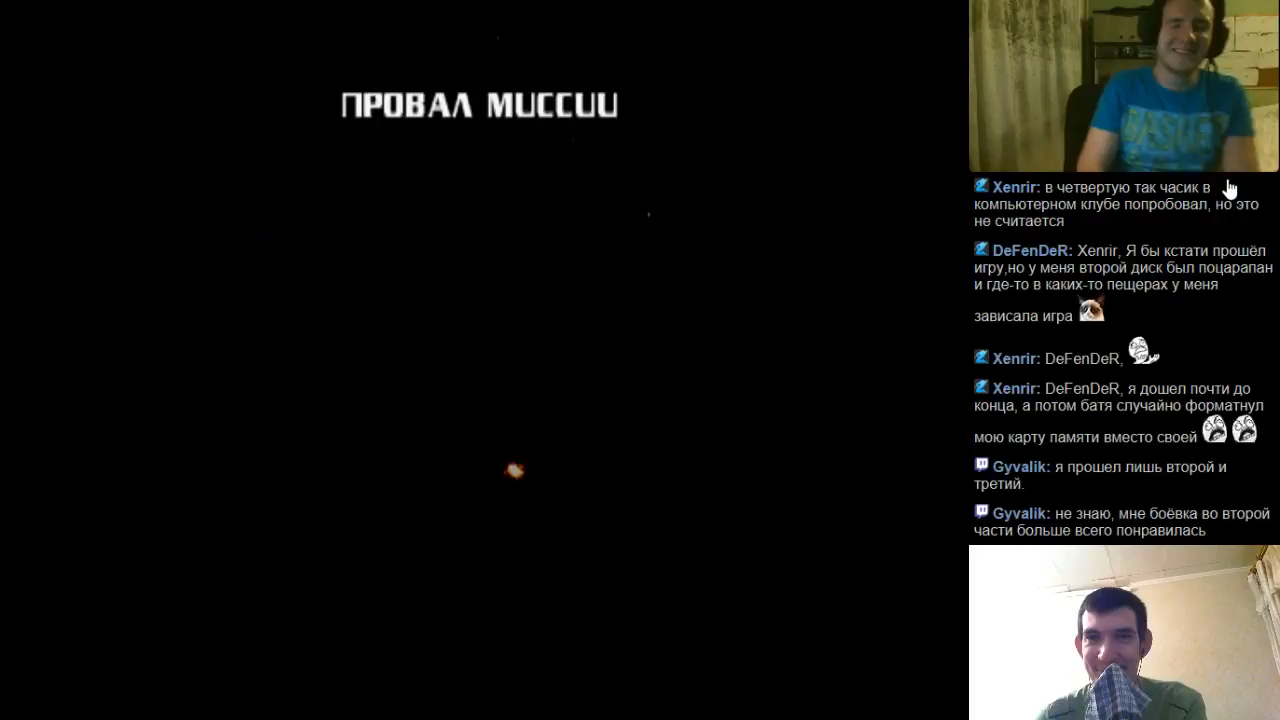 ПРОВАЛ МИССИИ
Xenrir: в четвертую так часик в
компьютерном клубе попробовал, но это
не считается
DeFenDeR: Xenrir, Я бы кстати прошёл
игру,но у меня второй диск был поцарапан
и где-то в каких-то пещерах у меня
зависала игра
Xenrir: DeFenDeR,
Xenrir: DeFenDeR, я дошел почти до
конца, а потом батя случайно форматнул
мою карту памяти вместо своей
Gyvalik: я прошел лишь второй и
третий.
Gyvalik: не знаю, мне боёвка во второй
части больше всего понравилась